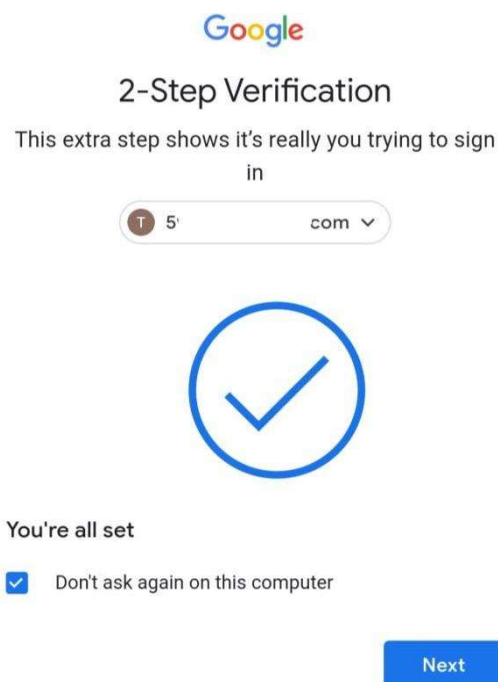 Google
2-Step Verification
This extra step shows it's really you trying to sign
in
T 5 com
You're all set
Don't ask again on this computer
Next